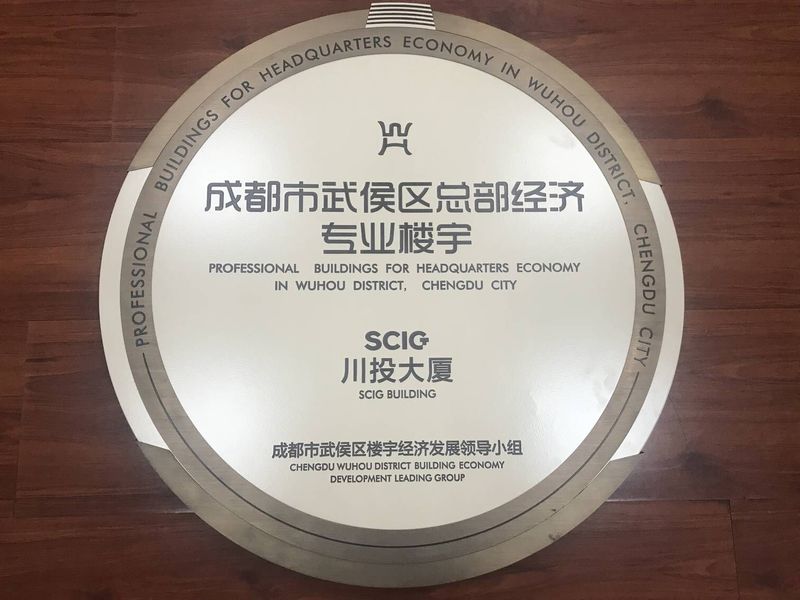 PROFESSIONAL BUILDINGS FOR HEADQUARTERS ECONOMY IN WUHOU DISTRICT, CHENGDU CITY
成都市武侯区总部经济
专业楼宇
PROFESSIONAL BUILDINGS FOR HEADQUARTERS ECONOMY
IN WUHOU DISTRICT, CHENGDU CITY
SCIG
川投大厦
SCIG BUILDING
成都市武侯区楼宇经济发展领导小组
CHENGDU WUHOU DISTRICT BUILDING ECONOMY
DEVELOPMENT LEADING GROUP